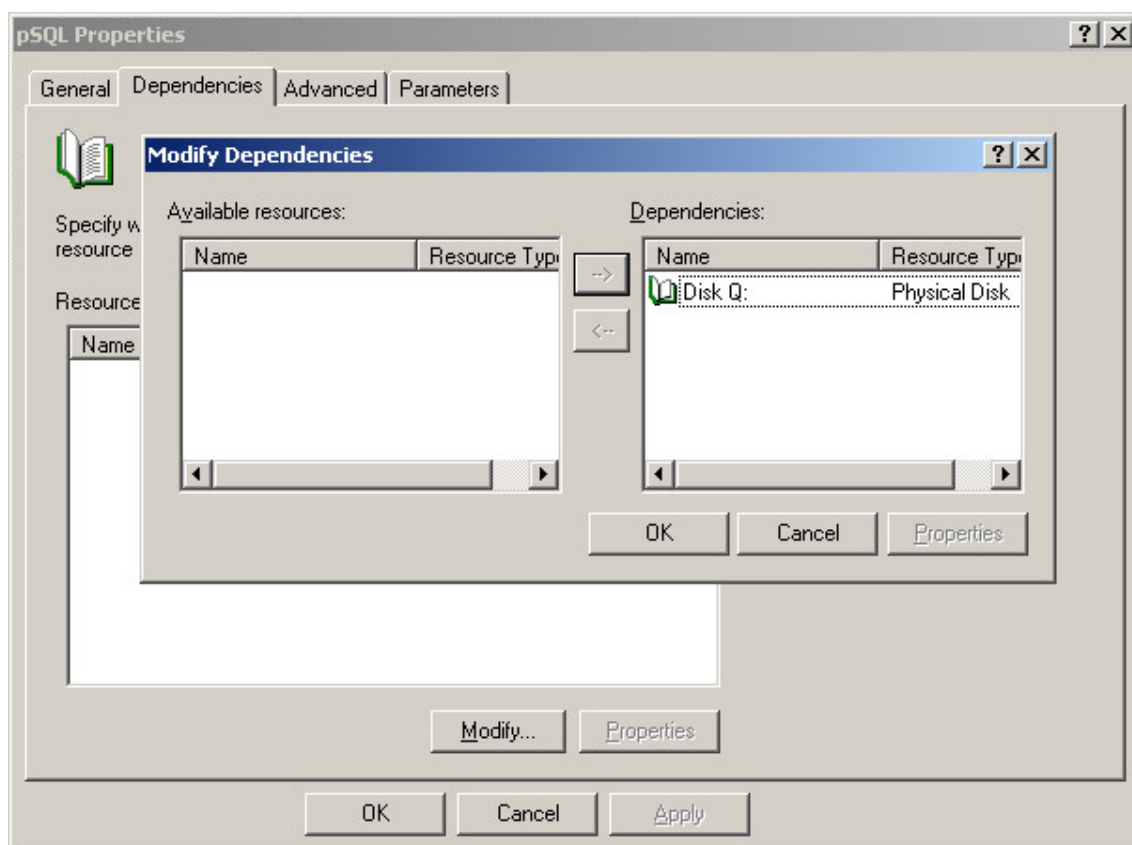 pSQL Properties
General Dependencies Advanced Parameters
Modify Dependencies
Specify w
resource
Available resources:
Dependencies:
Name Resource Typ
Name Resource Typ
-->
Disk Q: Physical Disk
<--
Resource
Name
OK Cancel Properties
Modify... Properties
OK Cancel Apply